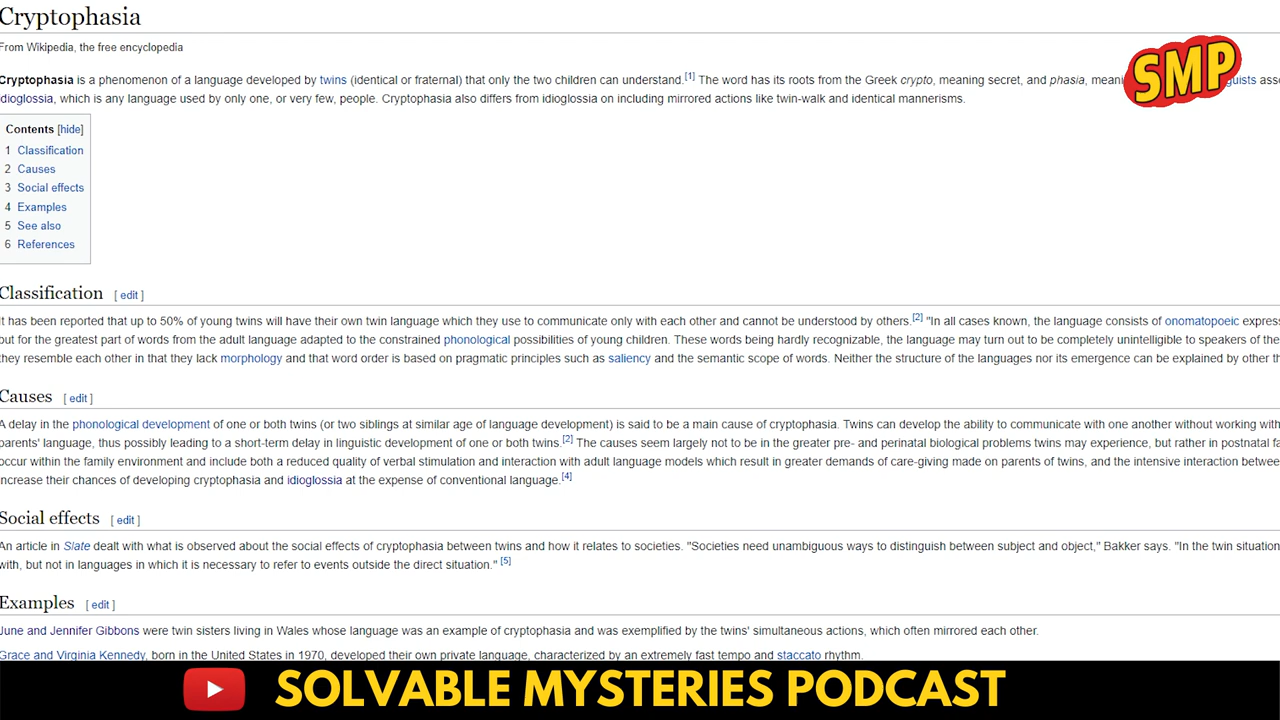 Cryptophasia
From Wikipedia, the free encyclopedia
Cryptophasia is a phenomenon of a language developed by twins (identical or fraternal) that only the two children can understand.[1] The word has its roots from the Greek crypto, meaning secret, and phasia,
idioglossia, which is any language used by only one, or very few, people. Cryptophasia also differs from idioglossia on including mirrored actions like twin-walk and identical mannerisms.
SMP
Contents [hide]
1 Classification
2 Causes
3 Social effects
4 Examples
5 See also
6 References
Classification [ edit ]
It has been reported that up to 50% of young twins will have their own twin language which they use to communicate only with each other and cannot be understood by others.[2] "In all cases known, the language consists of onomatopoeic
but for the greatest part of words from the adult language adapted to the constrained phonological possibilities of young children. These words being hardly recognizable, the language may turn out to be completely unintelligible to speakers of the
they resemble each other in that they lack morphology and that word order is based on pragmatic principles such as saliency and the semantic scope of words. Neither the structure of the languages nor its emergence can be explained by other
Causes [ edit ]
A delay in the phonological development of one or both twins (or two siblings at similar age of language development) is said to be a main cause of cryptophasia. Twins can develop the ability to communicate with one another without working
parents' language, thus possibly leading to a short-term delay in linguistic development of one or both twins.[2] The causes seem largely not to be in the greater pre- and perinatal biological problems twins may experience, but rather in postnatal
occur within the family environment and include both a reduced quality of verbal stimulation and interaction with adult language models which result in greater demands of care-giving made on parents of twins, and the intensive interaction
increase their chances of developing cryptophasia and idioglossia at the expense of conventional language.[4]
Social effects [ edit ]
An article in Slate dealt with what is observed about the social effects of cryptophasia between twins and how it relates to societies. "Societies need unambiguous ways to distinguish between subject and object," Bakker says. "In the twin
with, but not in languages in which it is necessary to refer to events outside the direct situation." [5]
Examples [ edit ]
June and Jennifer Gibbons were twin sisters living in Wales whose language was an example of cryptophasia and was exemplified by the twins' simultaneous actions, which often mirrored each other.
Grace and Virginia Kennedy, born in the United States in 1970, developed their own private language, characterized by an extremely fast tempo and staccato rhythm.
SOLVABLE MYSTERIES PODCAST